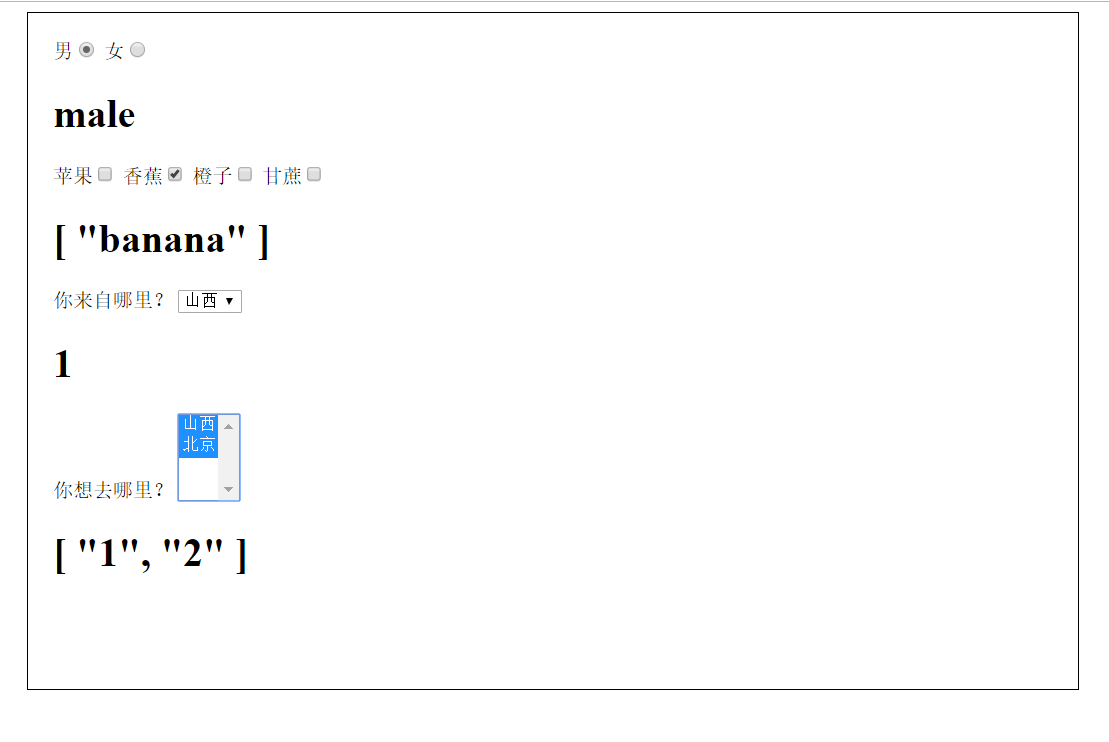 男 女
male
苹果 香蕉 橙子 甘蔗
[ "banana" ]
你来自哪里？ 山西
1
山西
北京
你想去哪里？
[ "1", "2" ]